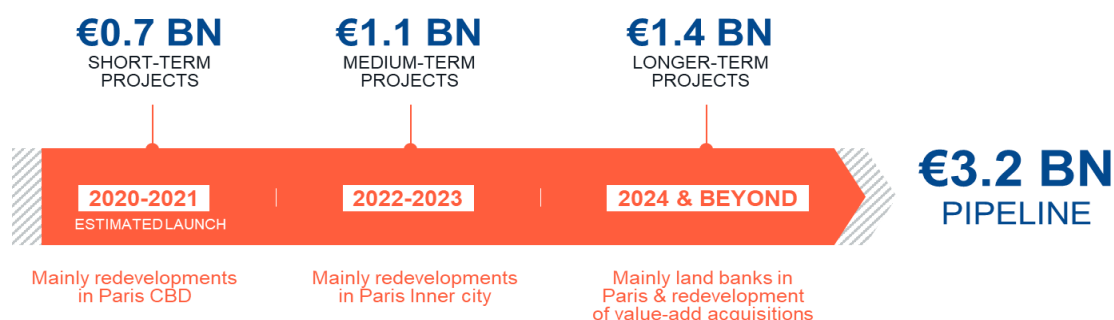 €0.7 BN
SHORT-TERM
PROJECTS
€1.1 BN
MEDIUM-TERM
PROJECTS
€1.4 BN
LONGER-TERM
PROJECTS
2020-2021
ESTIMATED LAUNCH
2022-2023
2024 & BEYOND
€3.2 BN
PIPELINE
Mainly redevelopments
in Paris CBD
Mainly redevelopments
in Paris Inner city
Mainly land banks in
Paris & redevelopment
of value-add acquisitions